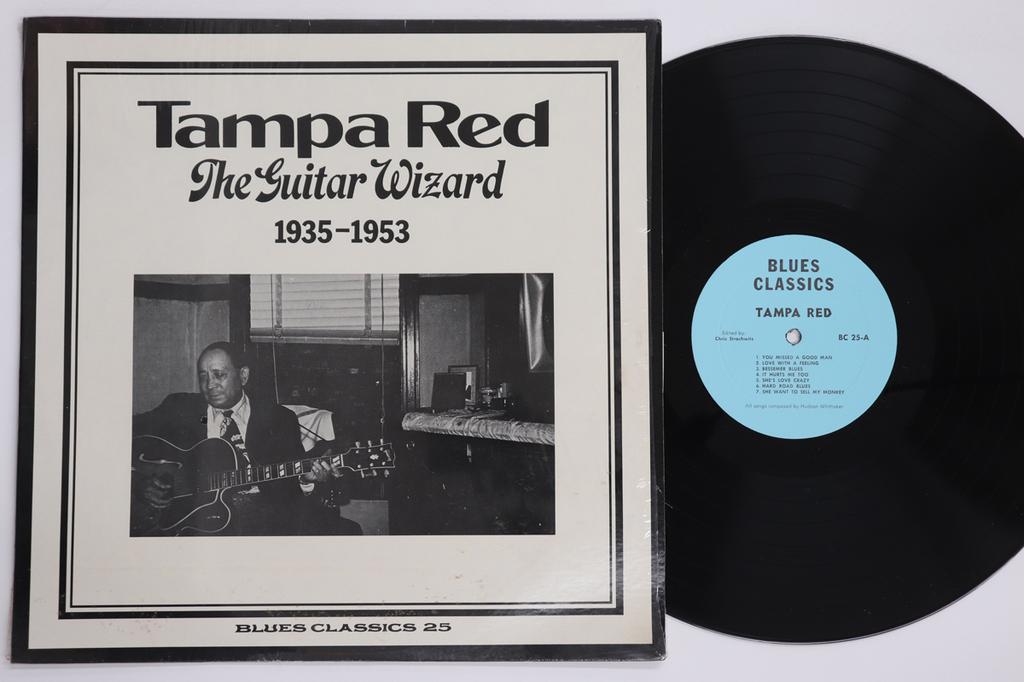 Tampa Red
The Guitar Wizard
1935-1953
BLUES CLASSICS 25
BLUES
CLASSICS
TAMPA RED
Edited by:
Chris Strachwitz
BC 25-A
1. YOU MISSED A GOOD MAN
2. LOVE WITH A FEELING
3. BESSEMER BLUES
4. IT HURTS ME TOO
5. SHE'S LOVE CRAZY
6. HARD ROAD BLUES
7. SHE WANT TO SELL MY MONKEY
All songs composed by Hudson Whittaker